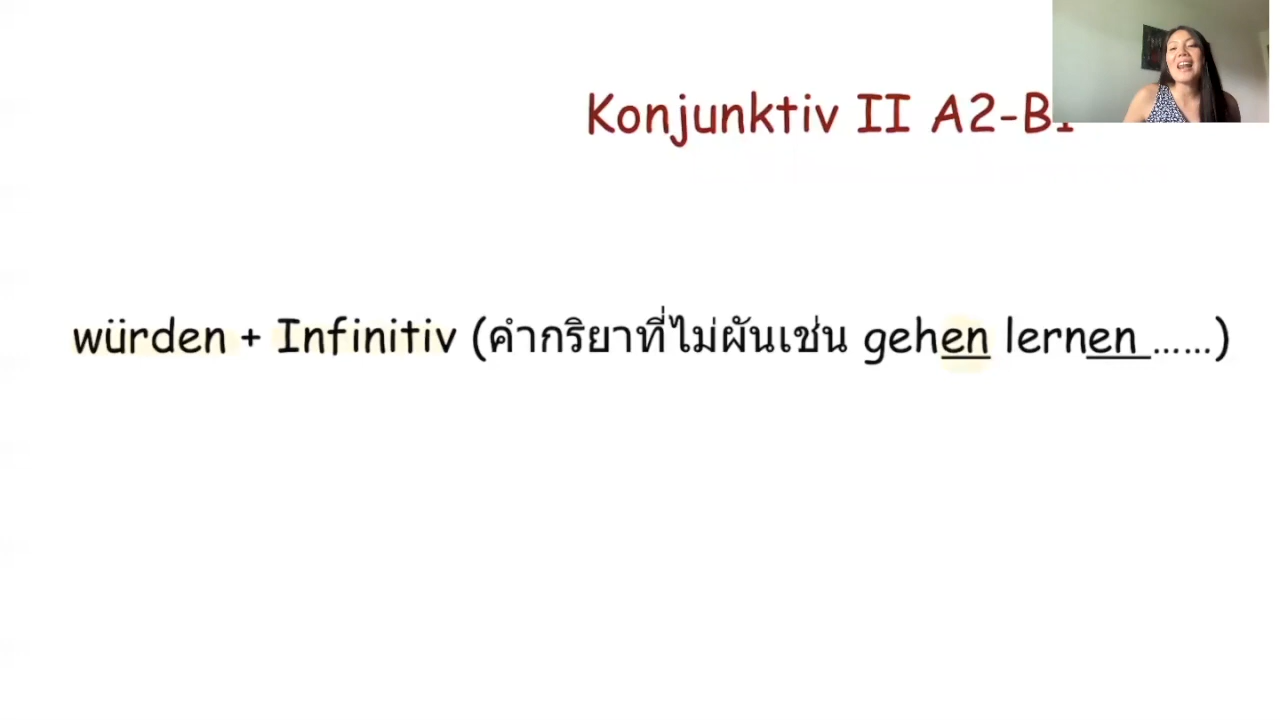 Konjunktiv II A2-B1
würden + Infinitiv (คำกริยาที่ไม่ผันเช่น gehen lernen ......)